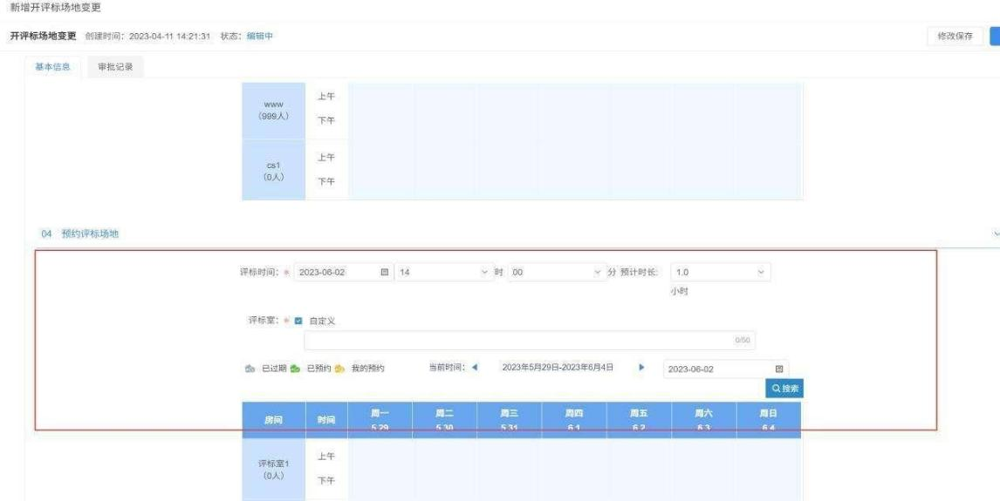 新增开评标场地变更
开评标场地变更 创建时间：2023-04-11 14:21:31 状态：编辑中 修改保存
基本信息 审批记录
www
（999人） 上午
下午
cs1
（0人） 上午
下午
04 预约评标场地
评标时间：* 2023-06-02 14 时 00 分 预计时长: 1.0
小时
评标室：* 自定义
0/50
已过期 已预约 我的预约 当前时间： 2023年5月29日-2023年6月4日 2023-06-02
搜索
房间 时间 周一 周二 周三 周四 周五 周六 周日
5.29 5.30 5.31 6.1 6.2 6.3 6.4
评标室1
（0人） 上午
下午